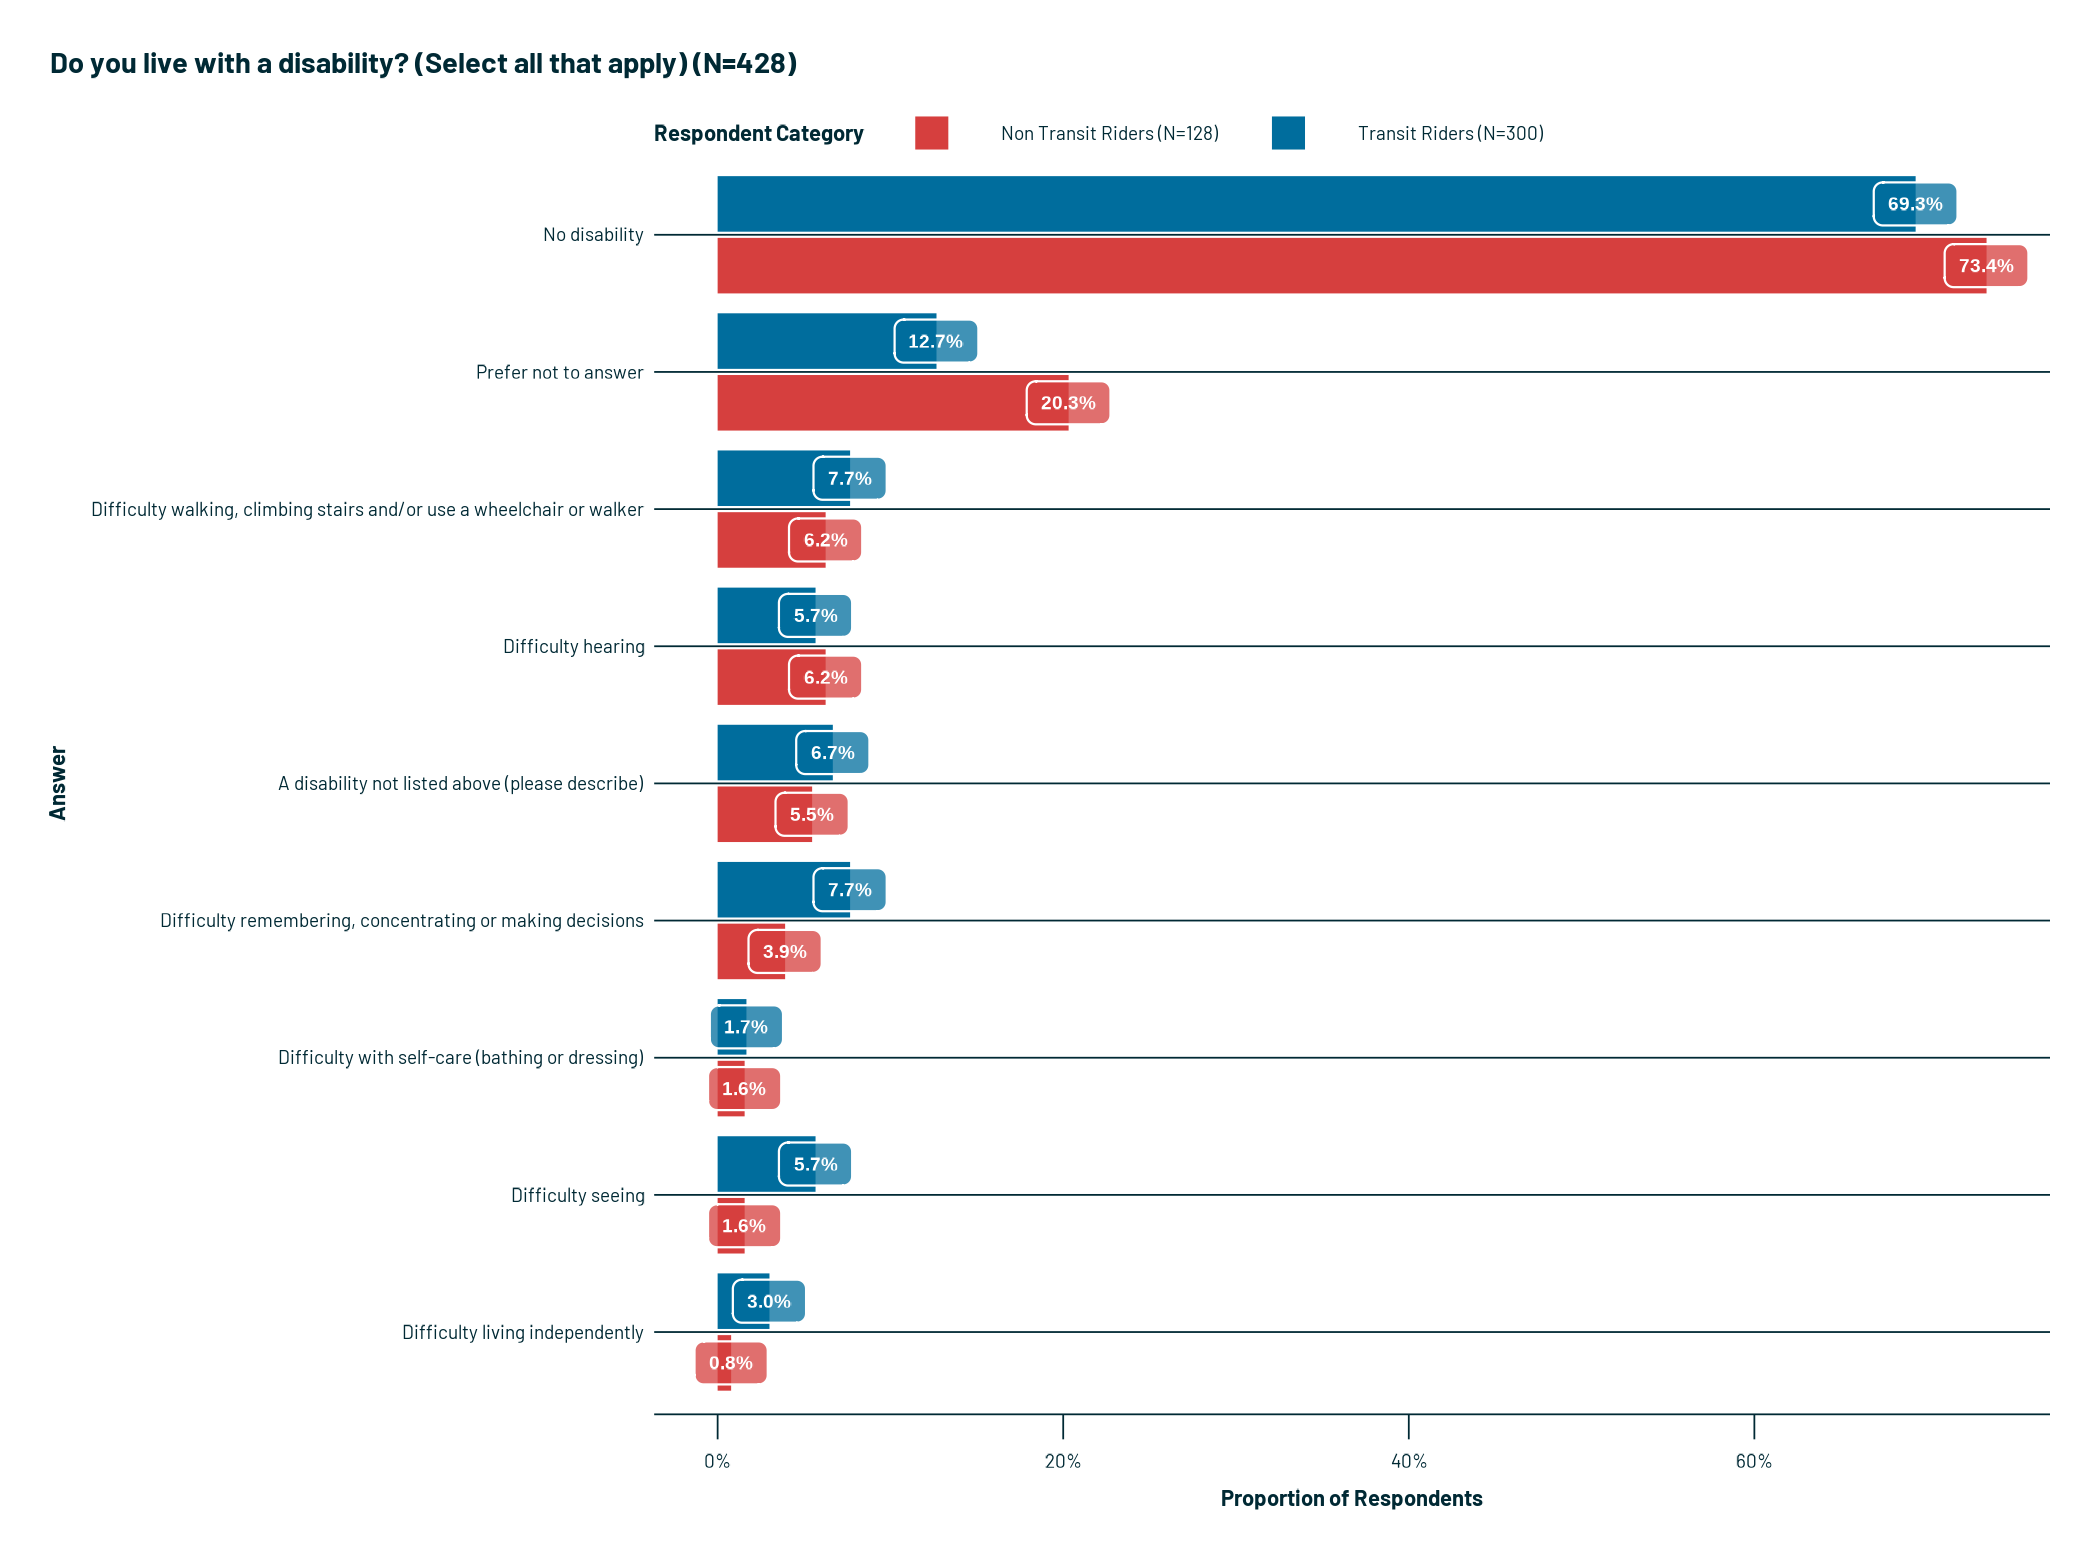 Do you live with a disability? (Select all that apply) (N=428)
Respondent Category Non Transit Riders (N=128) Transit Riders (N=300)
69.3%
No disability
73.4%
12.7%
Prefer not to answer
20.3%
7.7%
Difficulty walking, climbing stairs and/or use a wheelchair or walker
6.2%
5.7%
Difficulty hearing
6.2%
6.7%
A disability not listed above (please describe)
5.5%
7.7%
Difficulty remembering, concentrating or making decisions
3.9%
1.7%
Difficulty with self-care (bathing or dressing)
1.6%
5.7%
Difficulty seeing
1.6%
3.0%
Difficulty living independently
0.8%
Answer
0% 20% 40% 60%
Proportion of Respondents